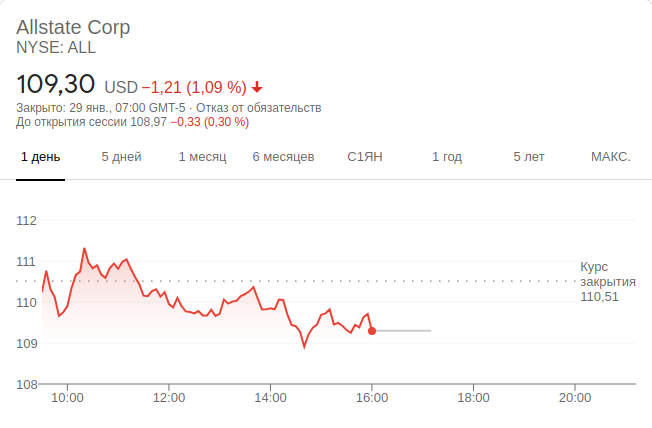 Allstate Corp
NYSE: ALL
109,30 USD −1,21 (1,09 %)
Закрыто: 29 янв., 07:00 GMT-5 · Отказ от обязательств
До открытия сессии 108,97 −0,33 (0,30 %)
1 день 5 дней 1 месяц 6 месяцев С1ЯН 1 год 5 лет МАКС.
112
111
Курс
закрытия
110,51
110
109
108
10:00 12:00 14:00 16:00 18:00 20:00